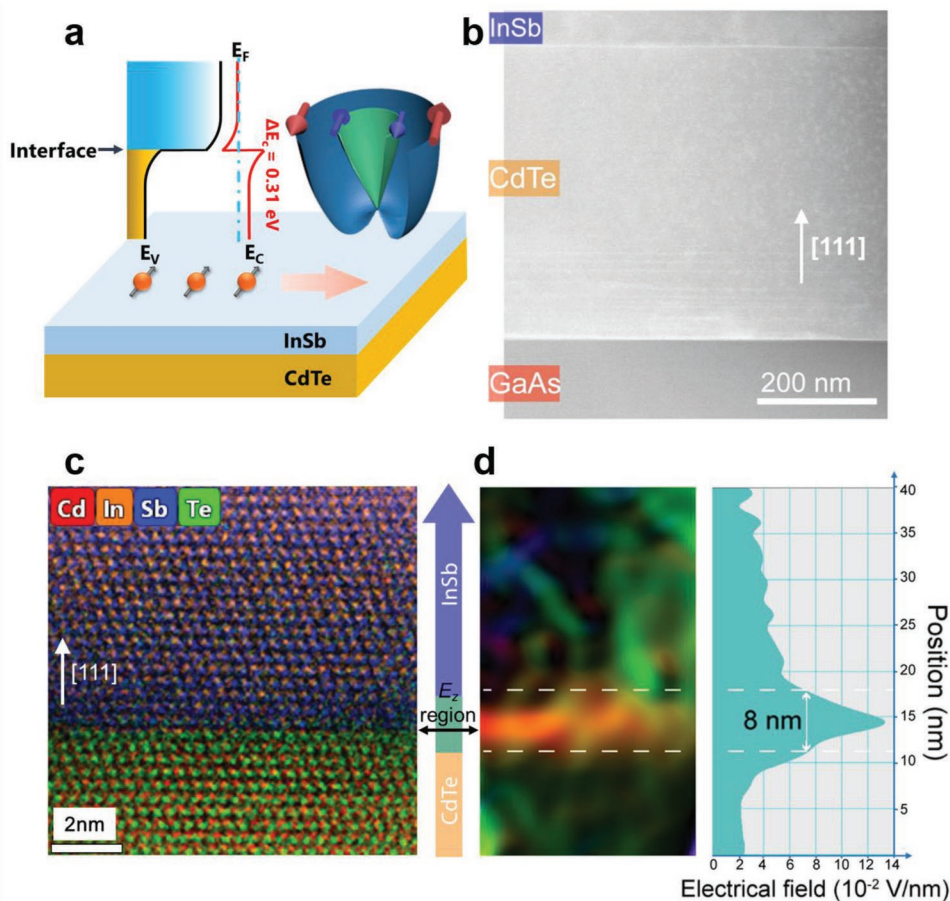 a
E_F
Interface
ΔE_c = 0.31 eV
E_V
E_C
InSb
CdTe
b
InSb
CdTe
[111]
GaAs
200 nm
c
Cd In Sb Te
[111]
2nm
InSb
E_z
region
CdTe
d
8 nm
40
35
30
25
20
15
10
5
Position (nm)
0 2 4 6 8 10 12 14
Electrical field (10⁻² V/nm)